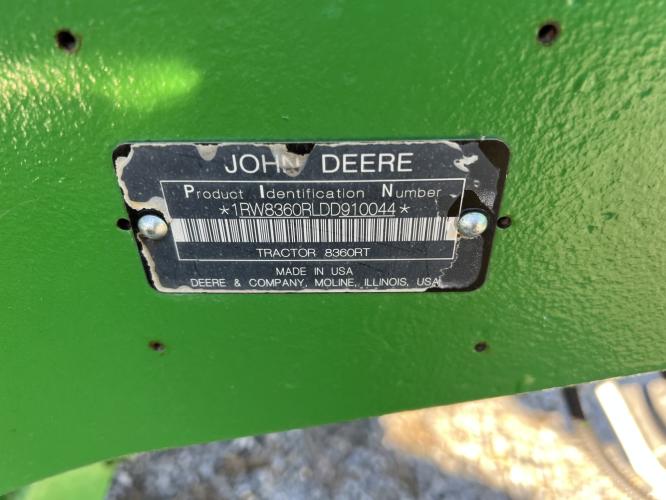 JOHN DEERE
Product Identification Number
*1RW8360RLDD910044*
TRACTOR 8360RT
MADE IN USA
DEERE & COMPANY, MOLINE, ILLINOIS, USA